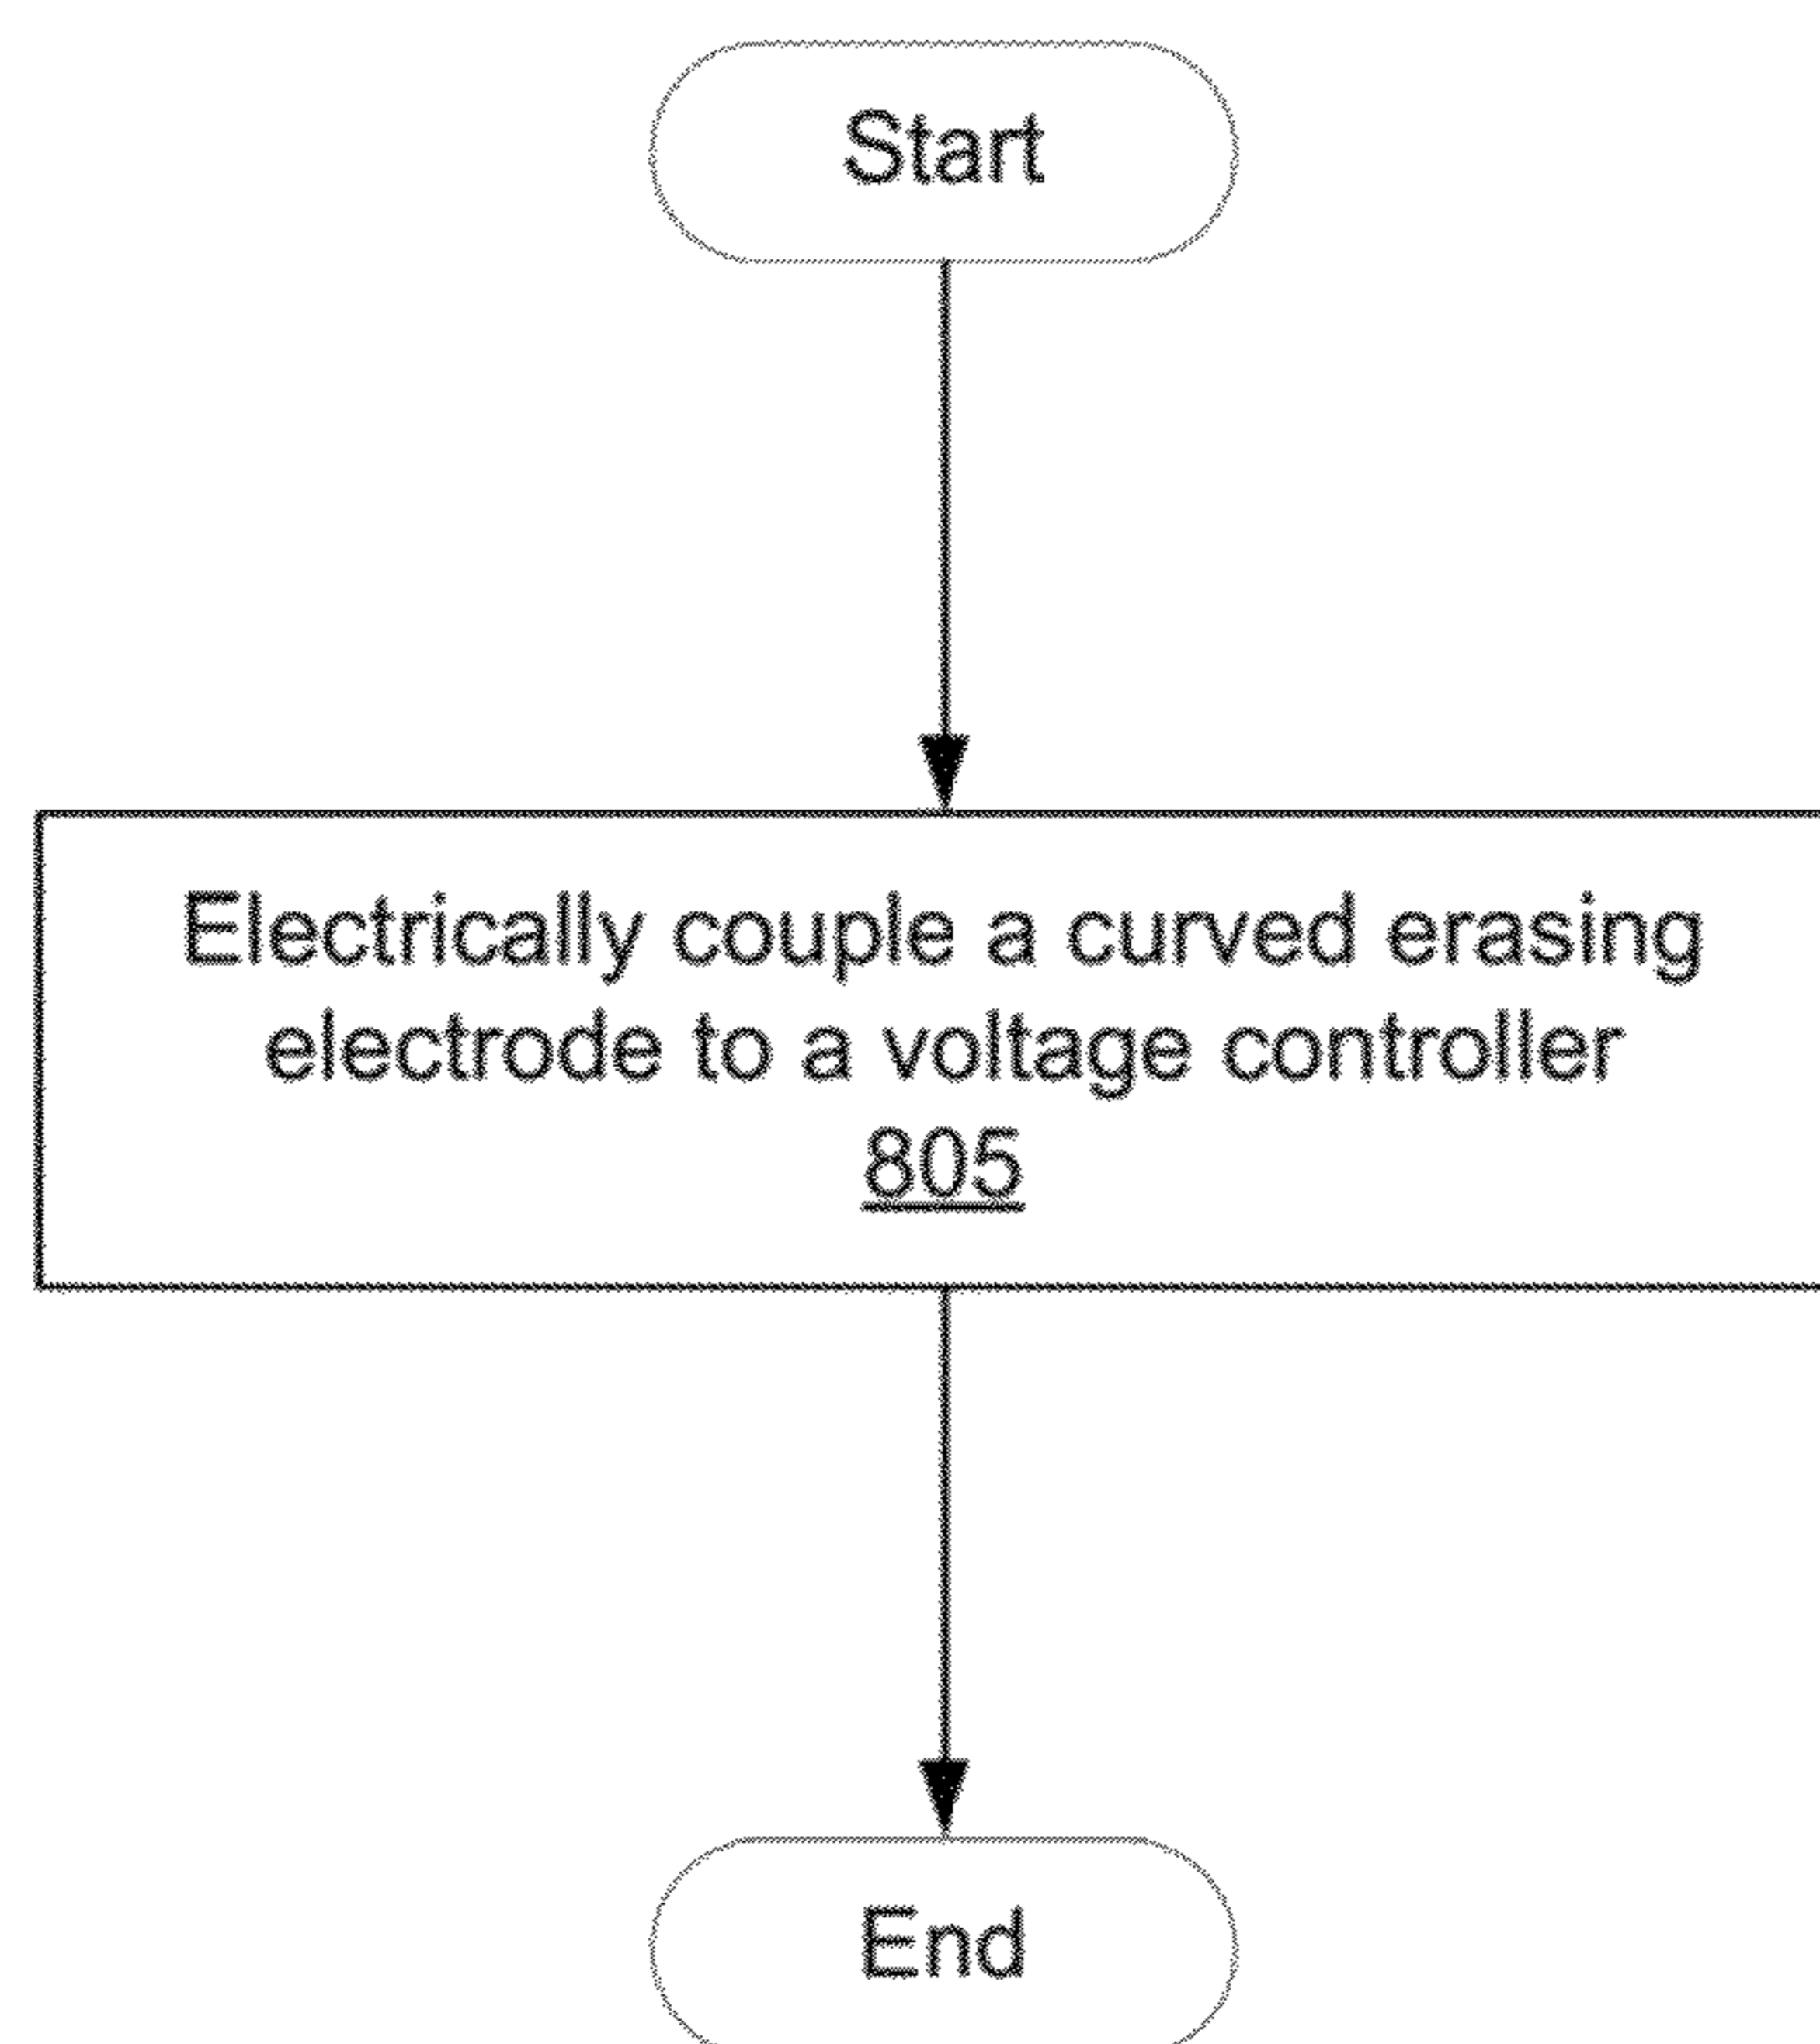 Start
Electrically couple a curved erasing
electrode to a voltage controller
805
End